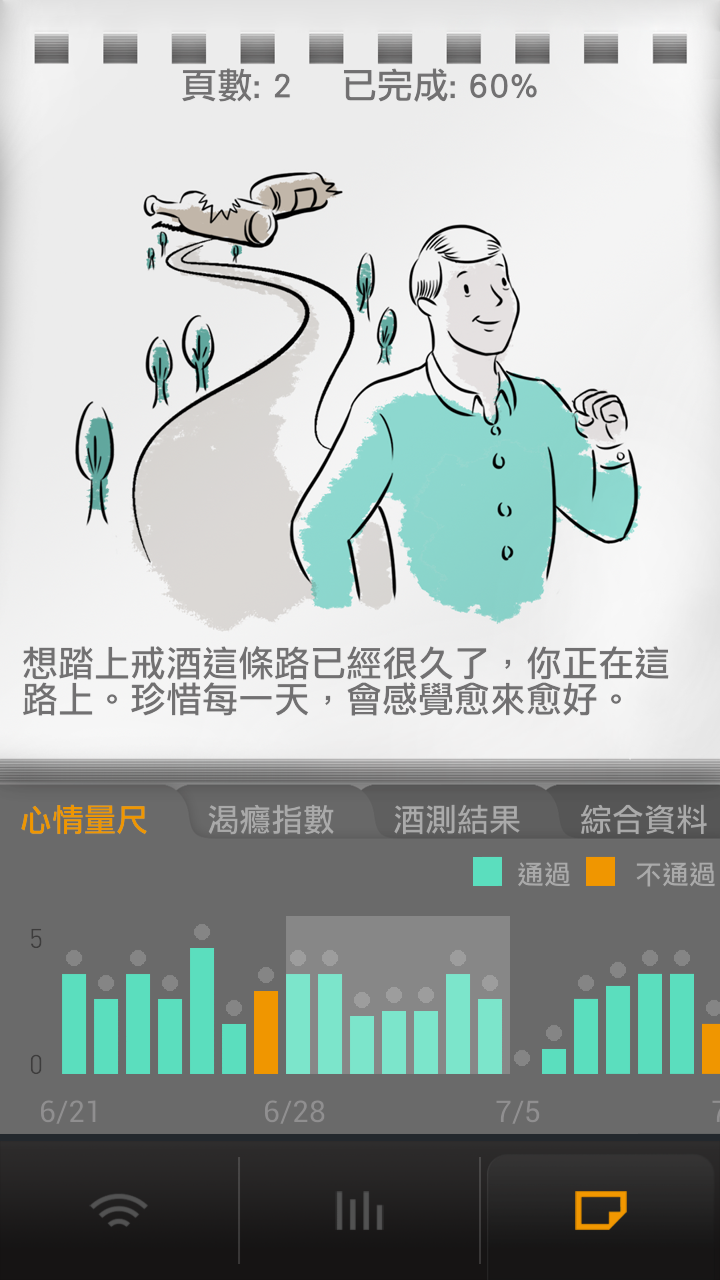 頁數: 2 已完成: 60%
想踏上戒酒這條路已經很久了，你正在這
路上。珍惜每一天，會感覺愈來愈好。
心情量尺 渴癮指數 酒測結果 綜合資料
通過 不通過
5
0
6/21 6/28 7/5